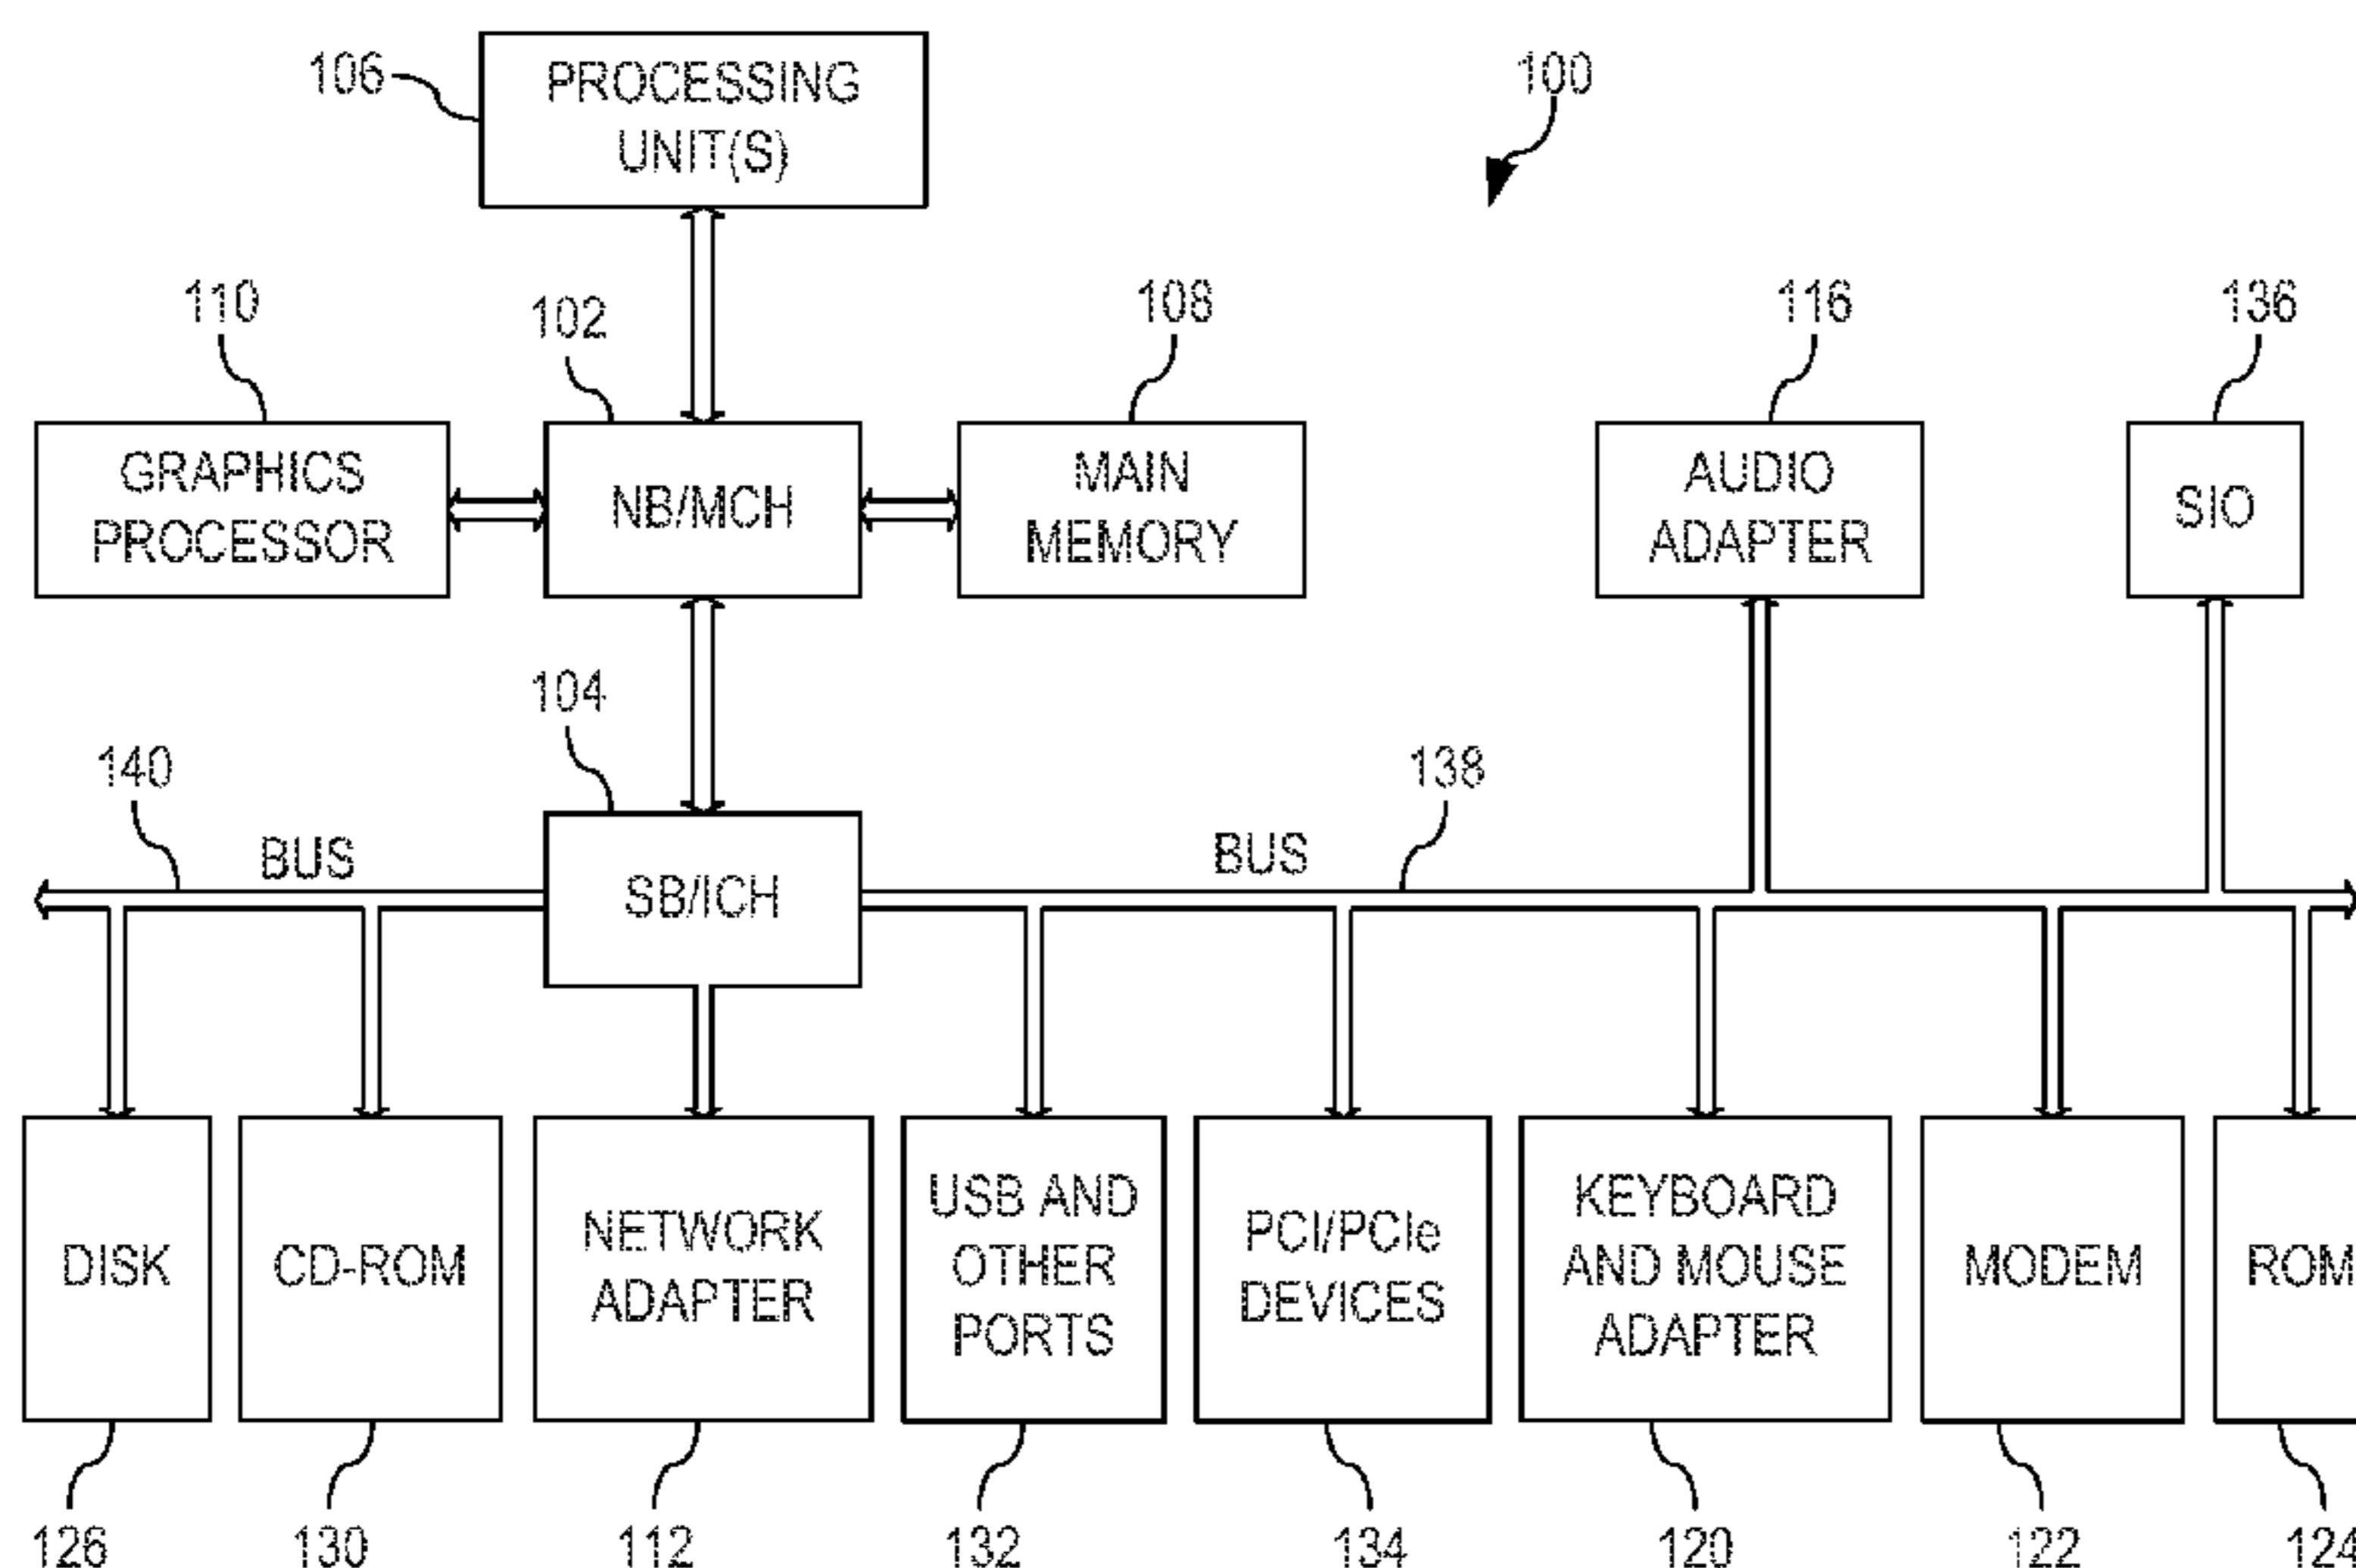 106
PROCESSING
UNIT(S)
100
110
102
108
116
136
GRAPHICS
PROCESSOR
NB/MCH
MAIN
MEMORY
AUDIO
ADAPTER
SIO
104
140
138
BUS
SB/ICH
BUS
DISK
CD-ROM
NETWORK
ADAPTER
USB AND
OTHER
PORTS
PCI/PCIe
DEVICES
KEYBOARD
AND MOUSE
ADAPTER
MODEM
ROM
126
130
112
132
134
120
122
124